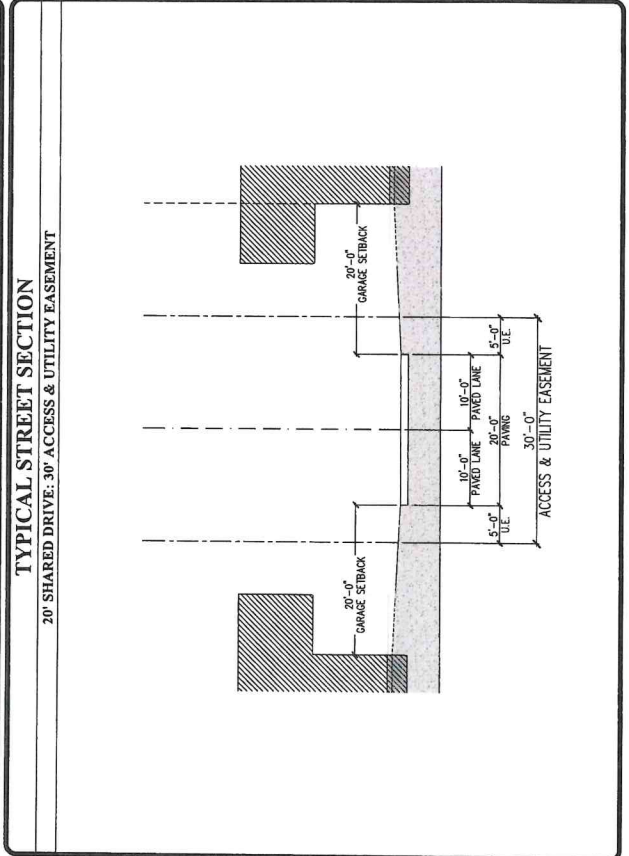 TYPICAL STREET SECTION
20' SHARED DRIVE: 30' ACCESS & UTILITY EASEMENT
20'-0"
GARAGE SETBACK
20'-0"
GARAGE SETBACK
5'-0"
U.E.
10'-0"
PAVED LANE
10'-0"
PAVED LANE
5'-0"
U.E.
20'-0"
PAVING
30'-0"
ACCESS & UTILITY EASEMENT